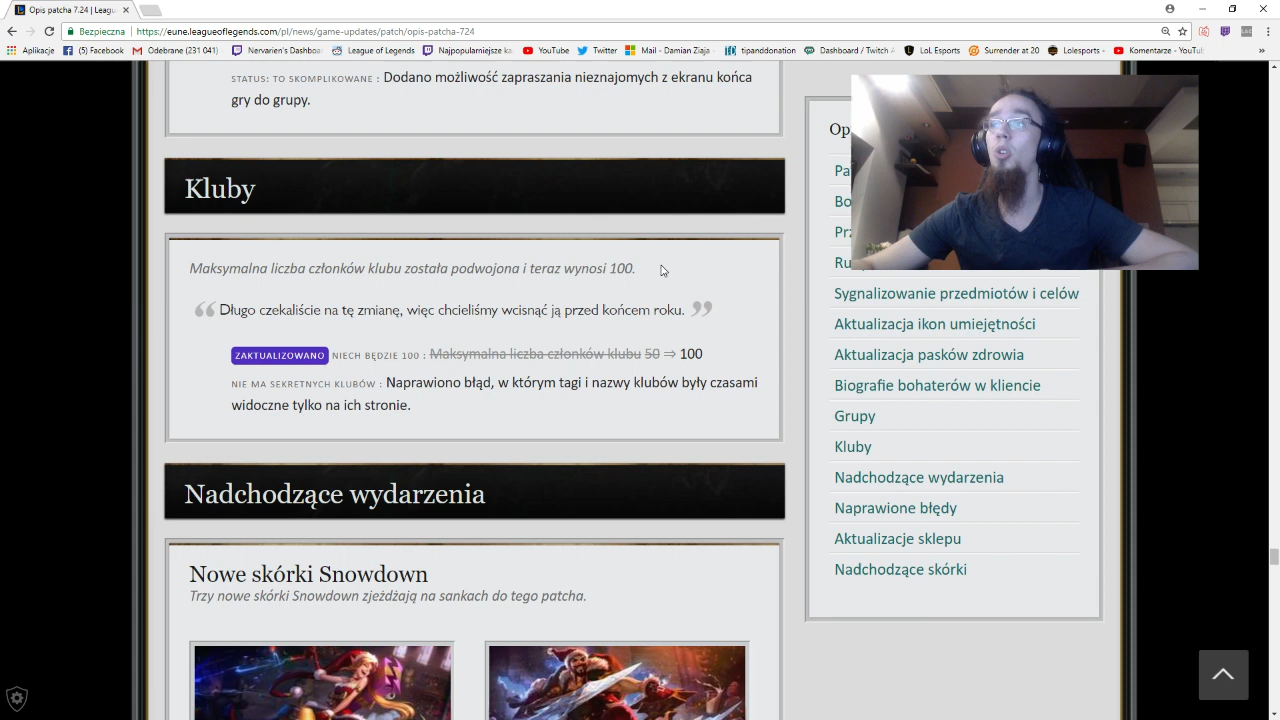 Opis patcha 7.24 | Leag
Bezpieczna
https://eune.leagueoflegends.com/pl/news/game-updates/patch/opis-patcha-724
Aplikacje
(5) Facebook
Odebrane (231 041)
Nervarien's Dashboard
League of Legends
Najpopularniejsze k
YouTube
Twitter
Mail - Damian Zigi
tipanddonation
Dashboard / Twitch A
LoL Esports
Surrender at 20
Esports -
Komentarze - YouTu
»
STATUS: TO SKOMPLIKOWANE : Dodano możliwość zapraszania nieznajomych z ekranu końca
gry do grupy.
Kluby
Maksymalna liczba członków klubu została podwojona i teraz wynosi 100.
“ Długo czekaliście na tę zmianę, więc chcieliśmy wcisnąć ją przed końcem roku. ”
ZAKTUALIZOWANO NIECH BĘDZIE 100 : Maksymalna liczba członków klubu 50 ⇒ 100
NIE MA SEKRETNYCH KLUBÓW : Naprawiono błąd, w którym tagi i nazwy klubów były czasami
widoczne tylko na ich stronie.
Nadchodzące wydarzenia
Nowe skórki Snowdown
Trzy nowe skórki Snowdown zjeżdżają na sankach do tego patcha.
Op
Pa
Bo
Prz
Ru
Sygnalizowanie przedmiotów i celów
Aktualizacja ikon umiejętności
Aktualizacja pasków zdrowia
Biografie bohaterów w kliencie
Grupy
Kluby
Nadchodzące wydarzenia
Naprawione błędy
Aktualizacje sklepu
Nadchodzące skórki